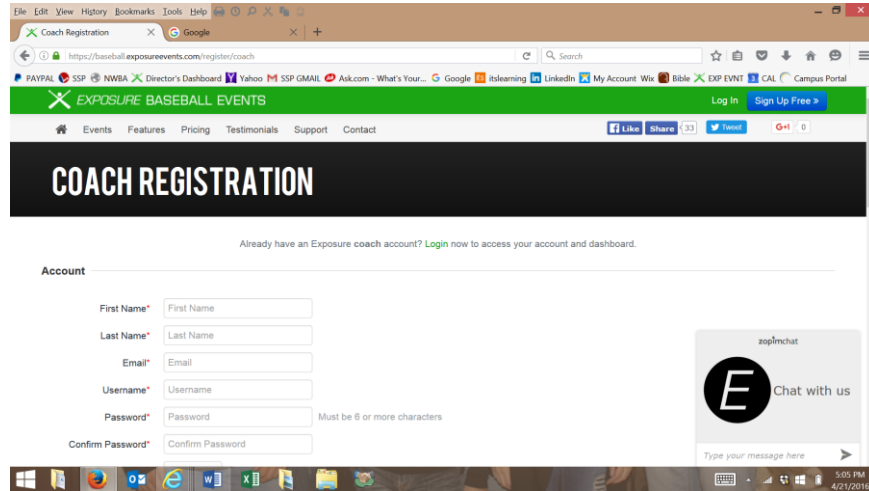 File Edit View History Bookmarks Tools Help
Coach Registration
Google
https://baseball.exposureevents.com/register/coach
Search
PAYPAL SSP NWBA Director's Dashboard Yahoo SSP GMAIL Ask.com - What's Your... Google itslearning LinkedIn My Account Wix Bible EXP EVNT CAL Campus Portal
EXPOSURE BASEBALL EVENTS
Log In Sign Up Free »
Events Features Pricing Testimonials Support Contact
Like Share 33 Tweet G+1 0
COACH REGISTRATION
Already have an Exposure coach account? Login now to access your account and dashboard.
Account
First Name* First Name
Last Name* Last Name
Email* Email
Username* Username
Password* Password Must be 6 or more characters
Confirm Password* Confirm Password
zopimchat
E Chat with us
Type your message here
5:05 PM
4/21/2016